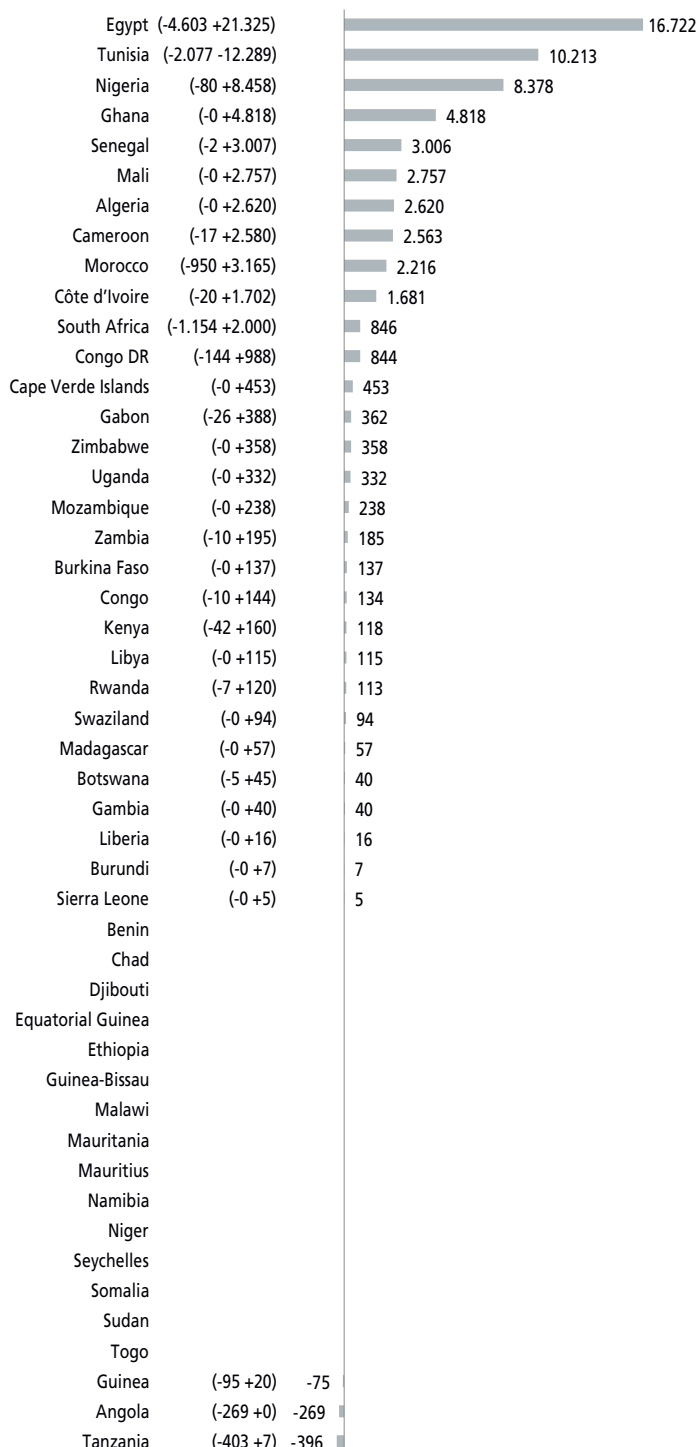 Egypt (-4.603 +21.325) 16.722
Tunisia (-2.077 -12.289) 10.213
Nigeria (-80 +8.458) 8.378
Ghana (-0 +4.818) 4.818
Senegal (-2 +3.007) 3.006
Mali (-0 +2.757) 2.757
Algeria (-0 +2.620) 2.620
Cameroon (-17 +2.580) 2.563
Morocco (-950 +3.165) 2.216
Côte d'Ivoire (-20 +1.702) 1.681
South Africa (-1.154 +2.000) 846
Congo DR (-144 +988) 844
Cape Verde Islands (-0 +453) 453
Gabon (-26 +388) 362
Zimbabwe (-0 +358) 358
Uganda (-0 +332) 332
Mozambique (-0 +238) 238
Zambia (-10 +195) 185
Burkina Faso (-0 +137) 137
Congo (-10 +144) 134
Kenya (-42 +160) 118
Libya (-0 +115) 115
Rwanda (-7 +120) 113
Swaziland (-0 +94) 94
Madagascar (-0 +57) 57
Botswana (-5 +45) 40
Gambia (-0 +40) 40
Liberia (-0 +16) 16
Burundi (-0 +7) 7
Sierra Leone (-0 +5) 5
Benin
Chad
Djibouti
Equatorial Guinea
Ethiopia
Guinea-Bissau
Malawi
Mauritania
Mauritius
Namibia
Niger
Seychelles
Somalia
Sudan
Togo
Guinea (-95 +20) -75
Angola (-269 +0) -269
Tanzania (-403 +7) -396